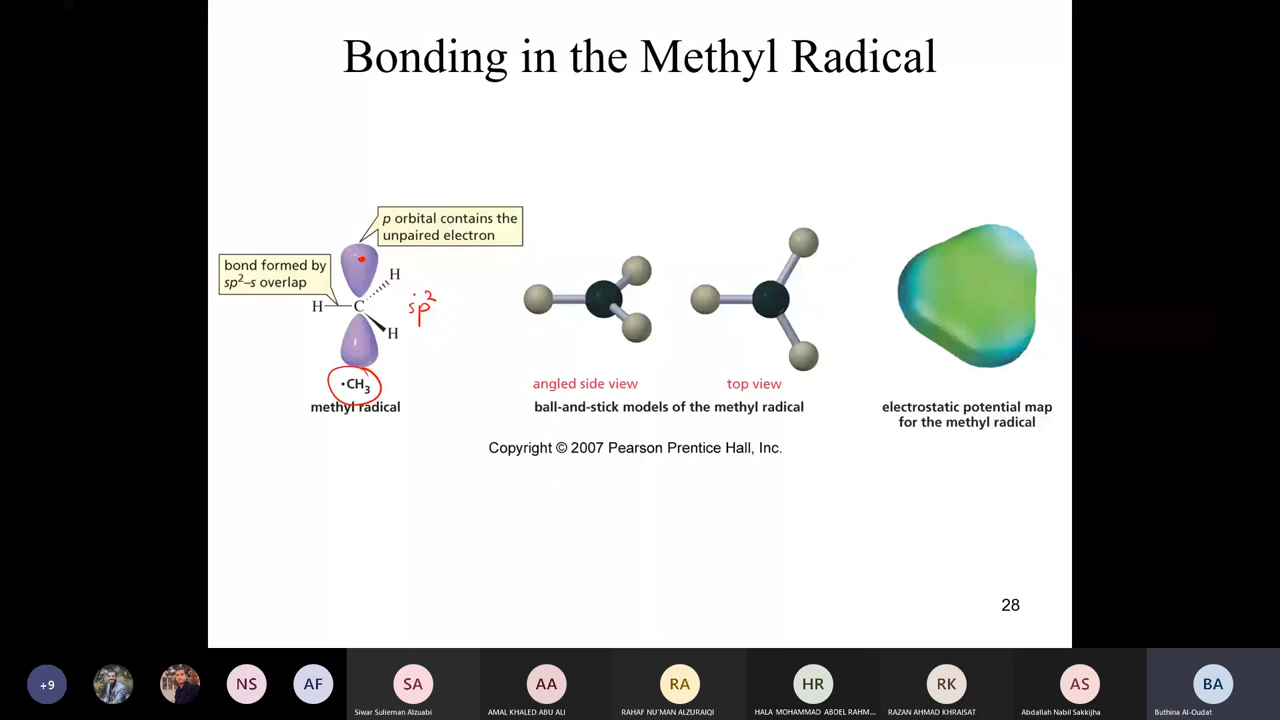 Bonding in the Methyl Radical
p orbital contains the
unpaired electron
bond formed by
sp²–s overlap
H
H
C
H
sp²
•CH₃
methyl radical
angled side view
top view
ball-and-stick models of the methyl radical
electrostatic potential map
for the methyl radical
Copyright © 2007 Pearson Prentice Hall, Inc.
28
+9
NS
AF
SA
AA
RA
HR
RK
AS
BA
Siwar Sulieman Alzuabi
AMAL KHALED ABU ALI
RAHAF NU'MAN ALZURAIQI
HALA MOHAMMAD ABDEL RAHM...
RAZAN AHMAD KHRAISAT
Abdallah Nabil Sakkijha
Buthina Al-Oudat